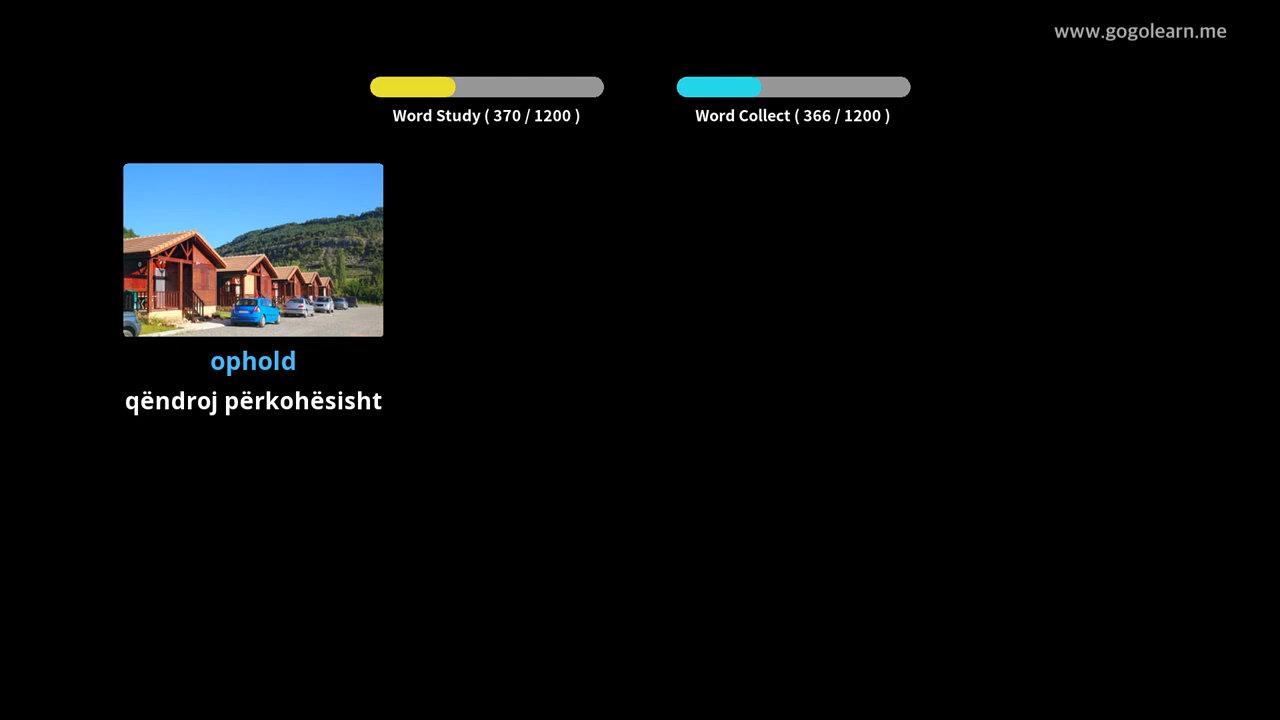 www.gogolearn.me
Word Study ( 370 / 1200 )
Word Collect ( 366 / 1200 )
ophold
qëndroj përkohësisht